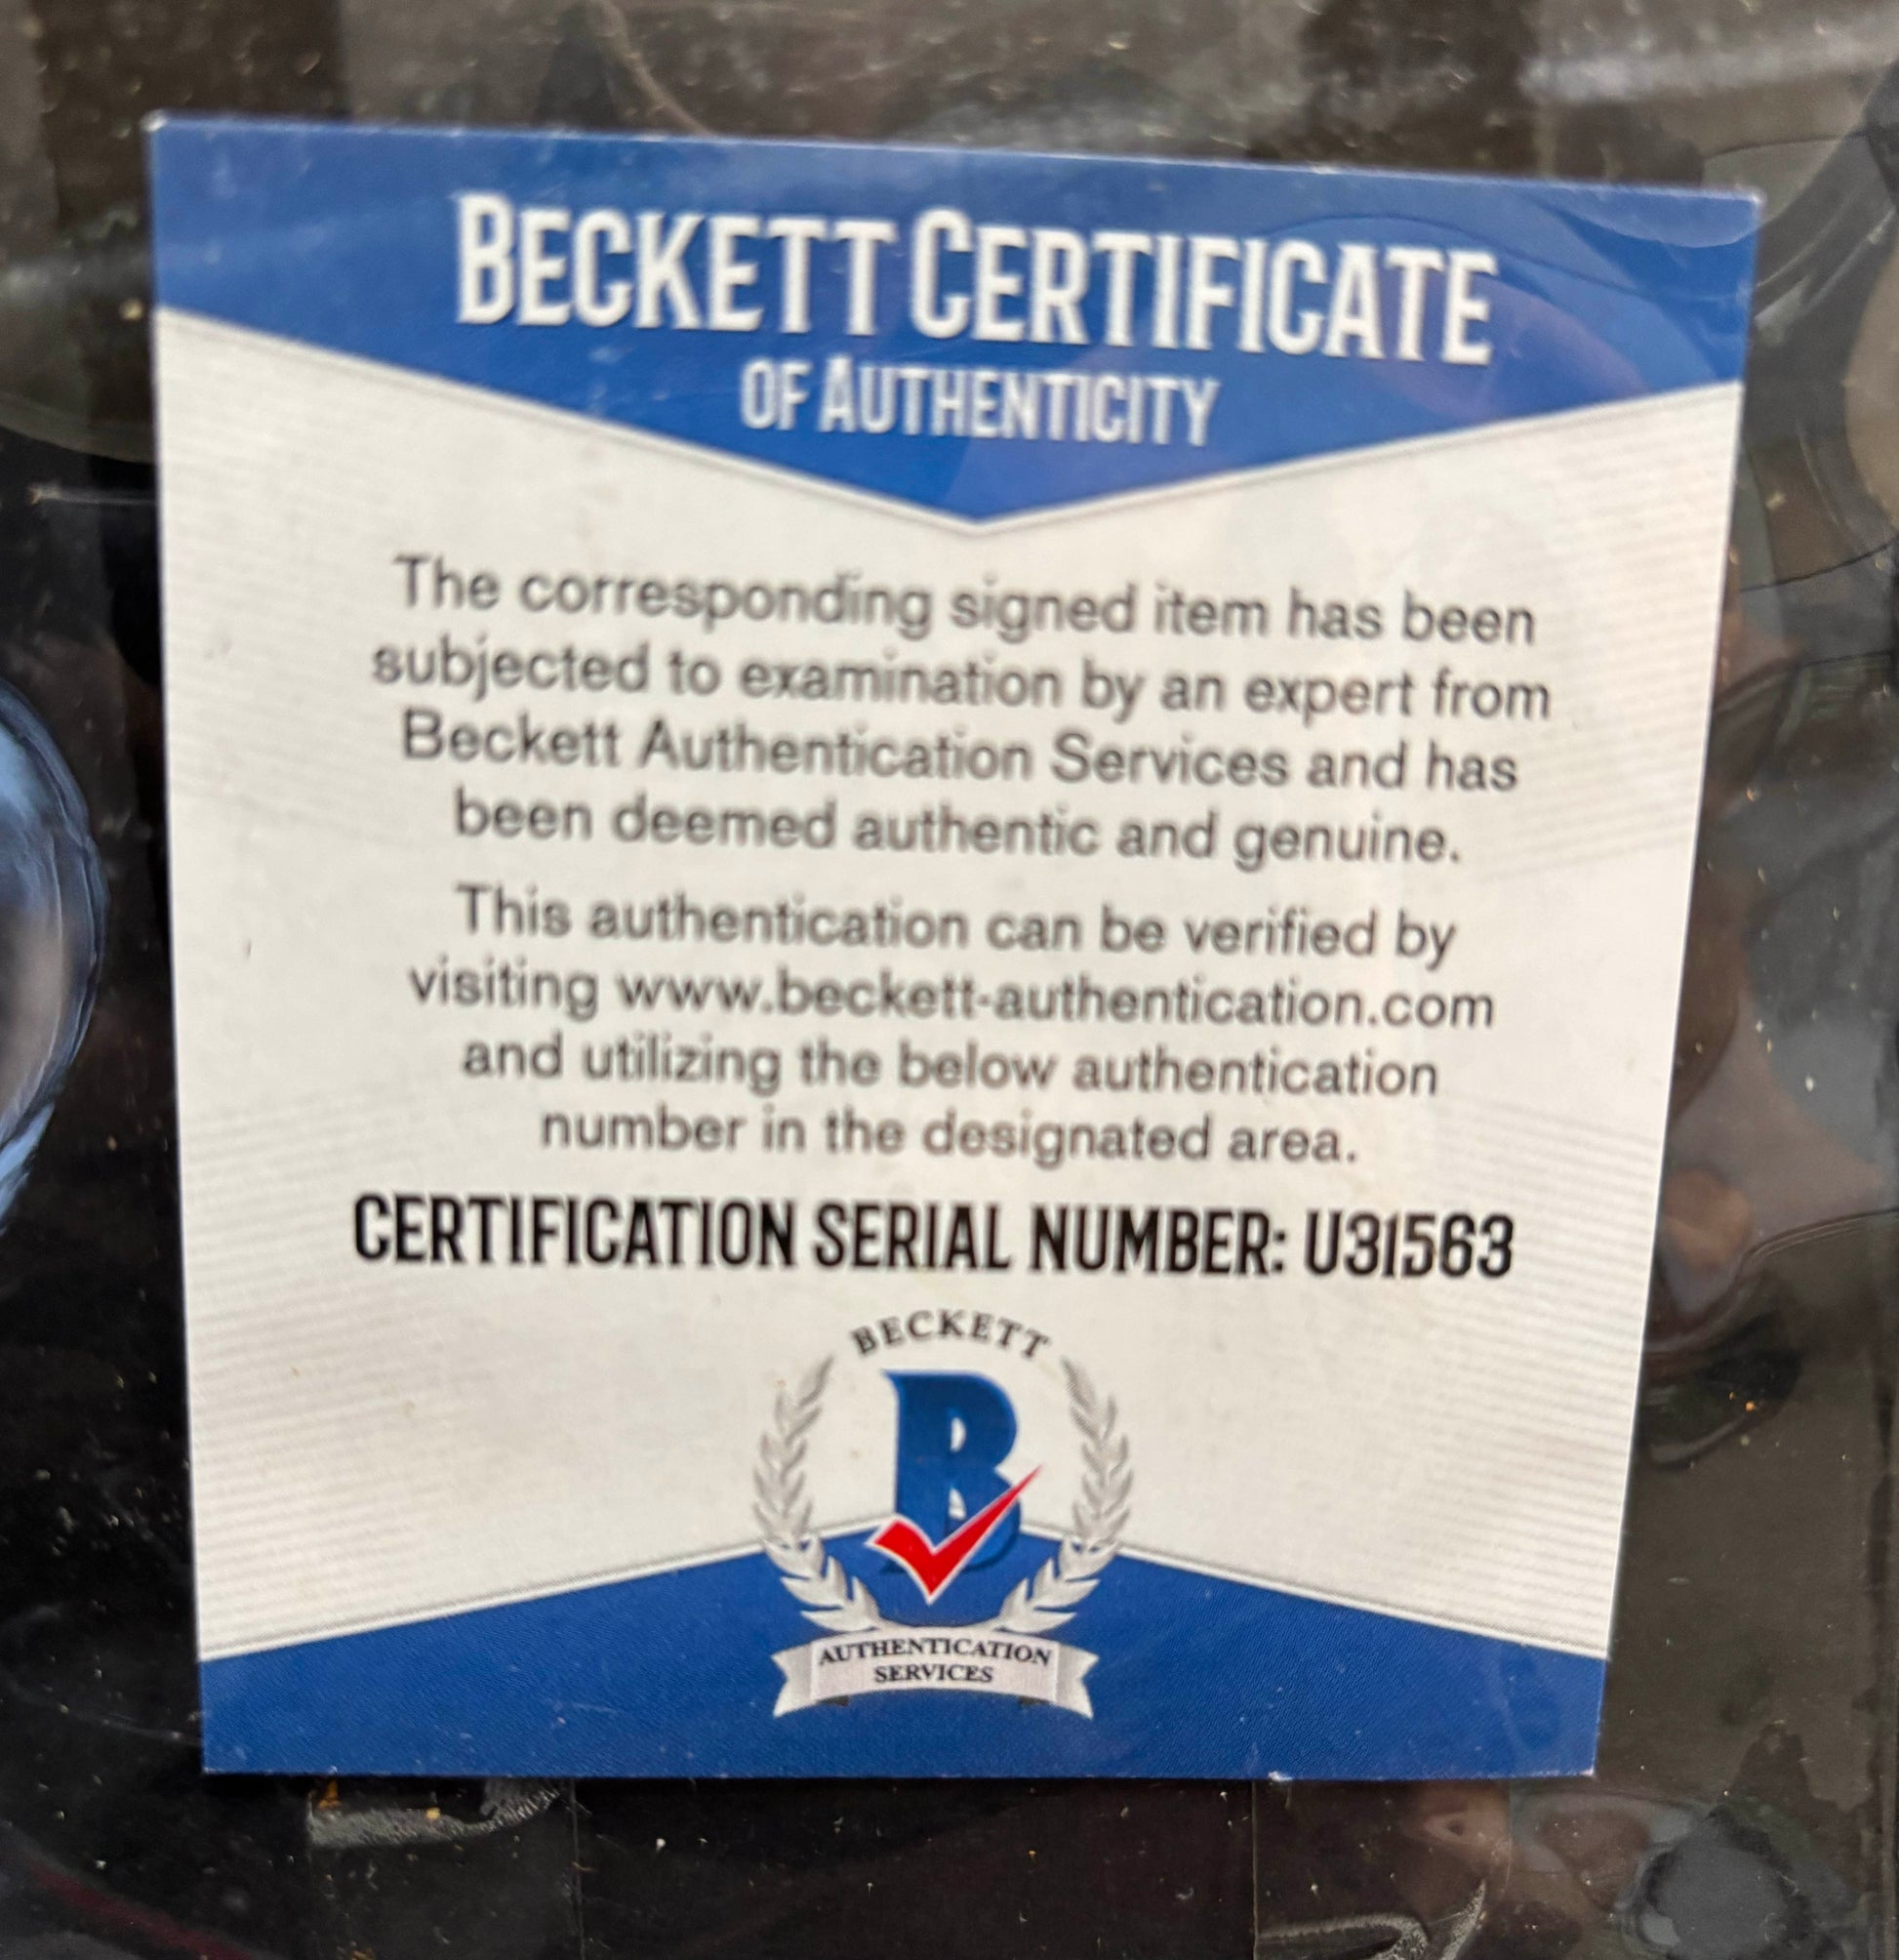 BECKETT CERTIFICATE
OF AUTHENTICITY
The corresponding signed item has been
subjected to examination by an expert from
Beckett Authentication Services and has
been deemed authentic and genuine.
This authentication can be verified by
visiting www.beckett-authentication.com
and utilizing the below authentication
number in the designated area.
CERTIFICATION SERIAL NUMBER: U31563
BECKETT
B
AUTHENTICATION
SERVICES